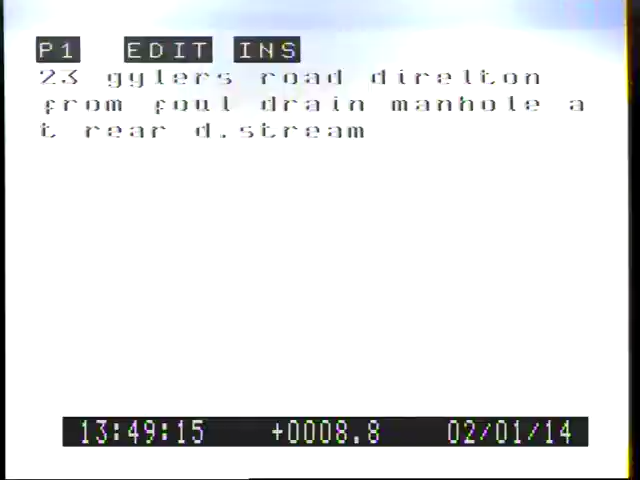 P1 EDIT INS
23 gylers road direlton
from foul drain manhole a
t rear d.stream
13:49:15 +0008.8 02/01/14